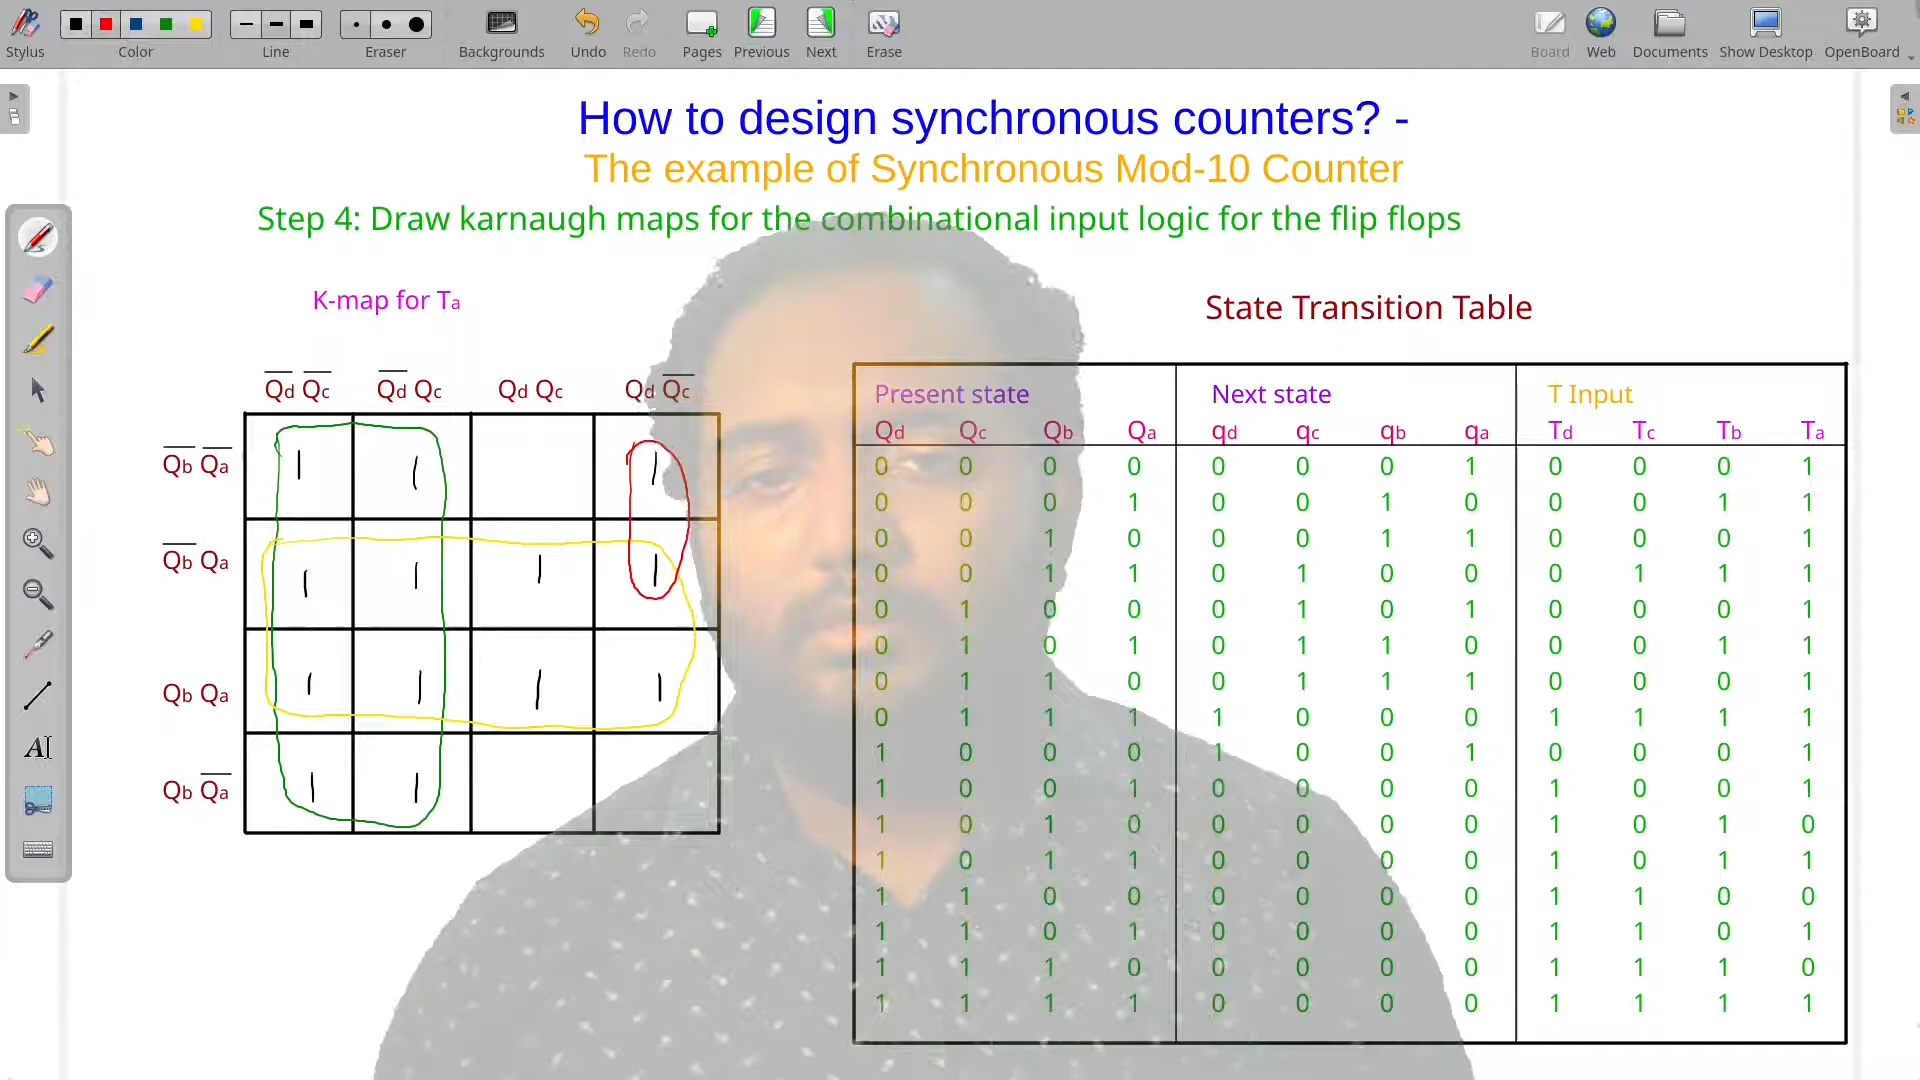 Stylus Color Line Eraser Backgrounds Undo Redo Pages Previous Next Erase Board Web Documents Show Desktop OpenBoard
How to design synchronous counters? -
The example of Synchronous Mod-10 Counter
Step 4: Draw karnaugh maps for the combinational input logic for the flip flops
K-map for Ta
Q̅d Q̅c Q̅d Qc Qd Qc Qd Q̅c
Q̅b Q̅a 1 1 1
Q̅b Qa 1 1 1 1
Qb Qa 1 1 1 1
Qb Q̅a 1 1
State Transition Table
Present state Next state T Input
Qd Qc Qb Qa qd qc qb qa Td Tc Tb Ta
0 0 0 0 0 0 0 1 0 0 0 1
0 0 0 1 0 0 1 0 0 0 1 1
0 0 1 0 0 0 1 1 0 0 0 1
0 0 1 1 0 1 0 0 0 1 1 1
0 1 0 0 0 1 0 1 0 0 0 1
0 1 0 1 0 1 1 0 0 0 1 1
0 1 1 0 0 1 1 1 0 0 0 1
0 1 1 1 1 0 0 0 1 1 1 1
1 0 0 0 1 0 0 1 0 0 0 1
1 0 0 1 0 0 0 0 1 0 0 1
1 0 1 0 0 0 0 0 1 0 1 0
1 0 1 1 0 0 0 0 1 0 1 1
1 1 0 0 0 0 0 0 1 1 0 0
1 1 0 1 0 0 0 0 1 1 0 1
1 1 1 0 0 0 0 0 1 1 1 0
1 1 1 1 0 0 0 0 1 1 1 1